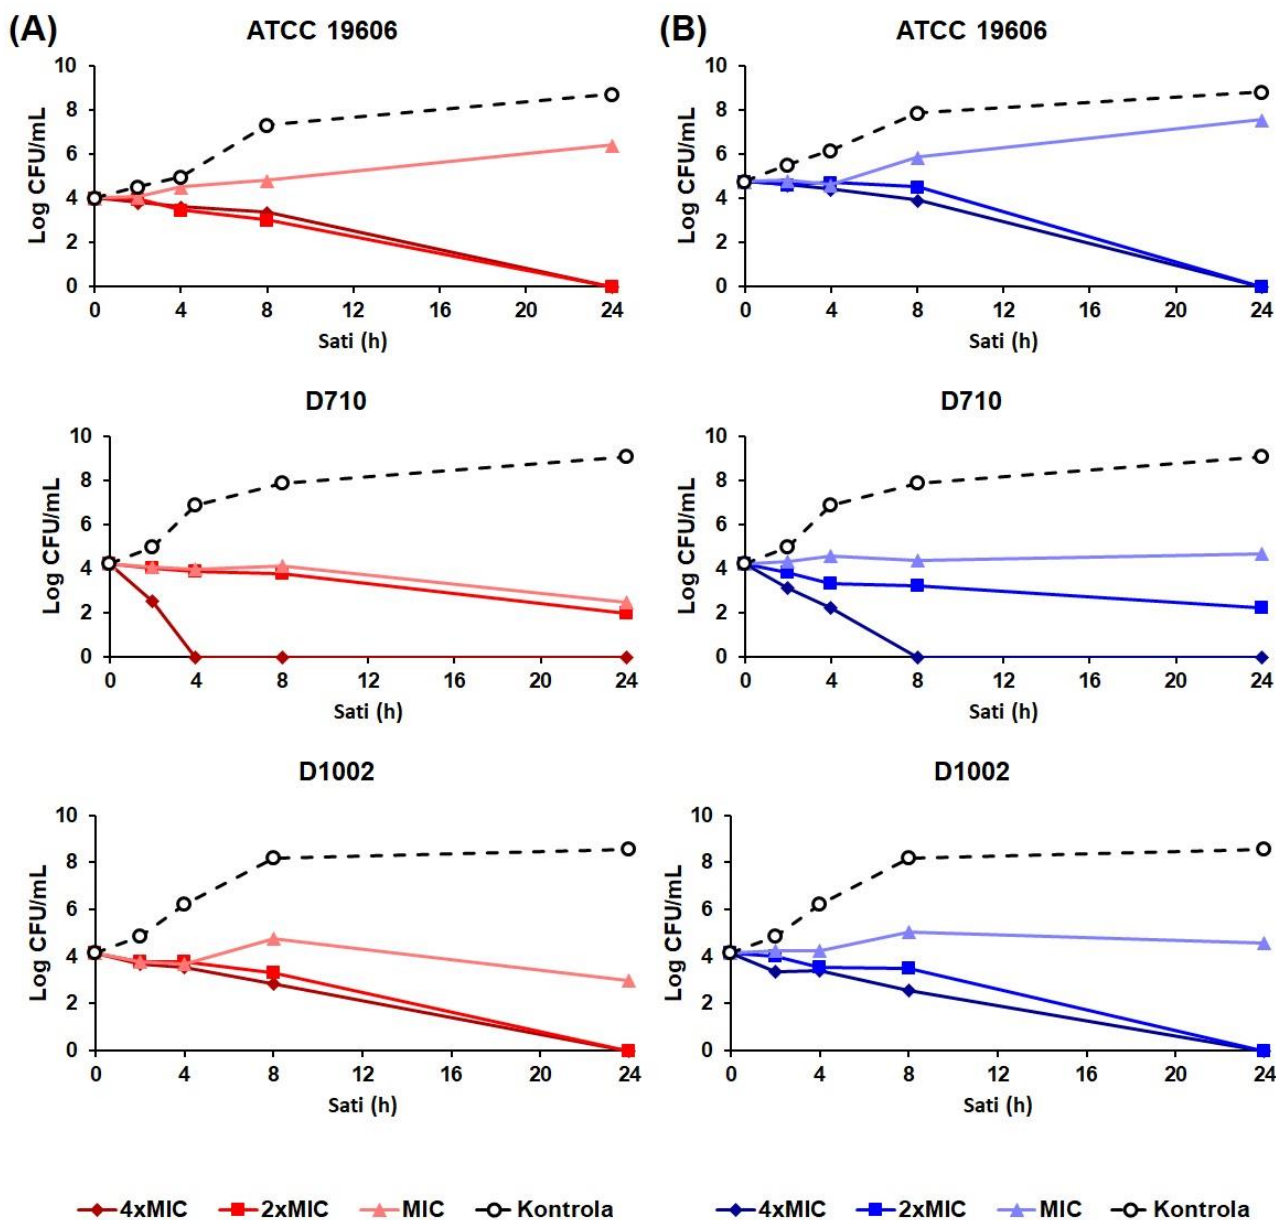 (A)
ATCC 19606
10
8
6
4
2
0
Log CFU/mL
0 4 8 12 16 20 24
Sati (h)
(B)
ATCC 19606
10
8
6
4
2
0
Log CFU/mL
0 4 8 12 16 20 24
Sati (h)
D710
10
8
6
4
2
0
Log CFU/mL
0 4 8 12 16 20 24
Sati (h)
D710
10
8
6
4
2
0
Log CFU/mL
0 4 8 12 16 20 24
Sati (h)
D1002
10
8
6
4
2
0
Log CFU/mL
0 4 8 12 16 20 24
Sati (h)
D1002
10
8
6
4
2
0
Log CFU/mL
0 4 8 12 16 20 24
Sati (h)
4xMIC 2xMIC MIC Kontrola
4xMIC 2xMIC MIC Kontrola